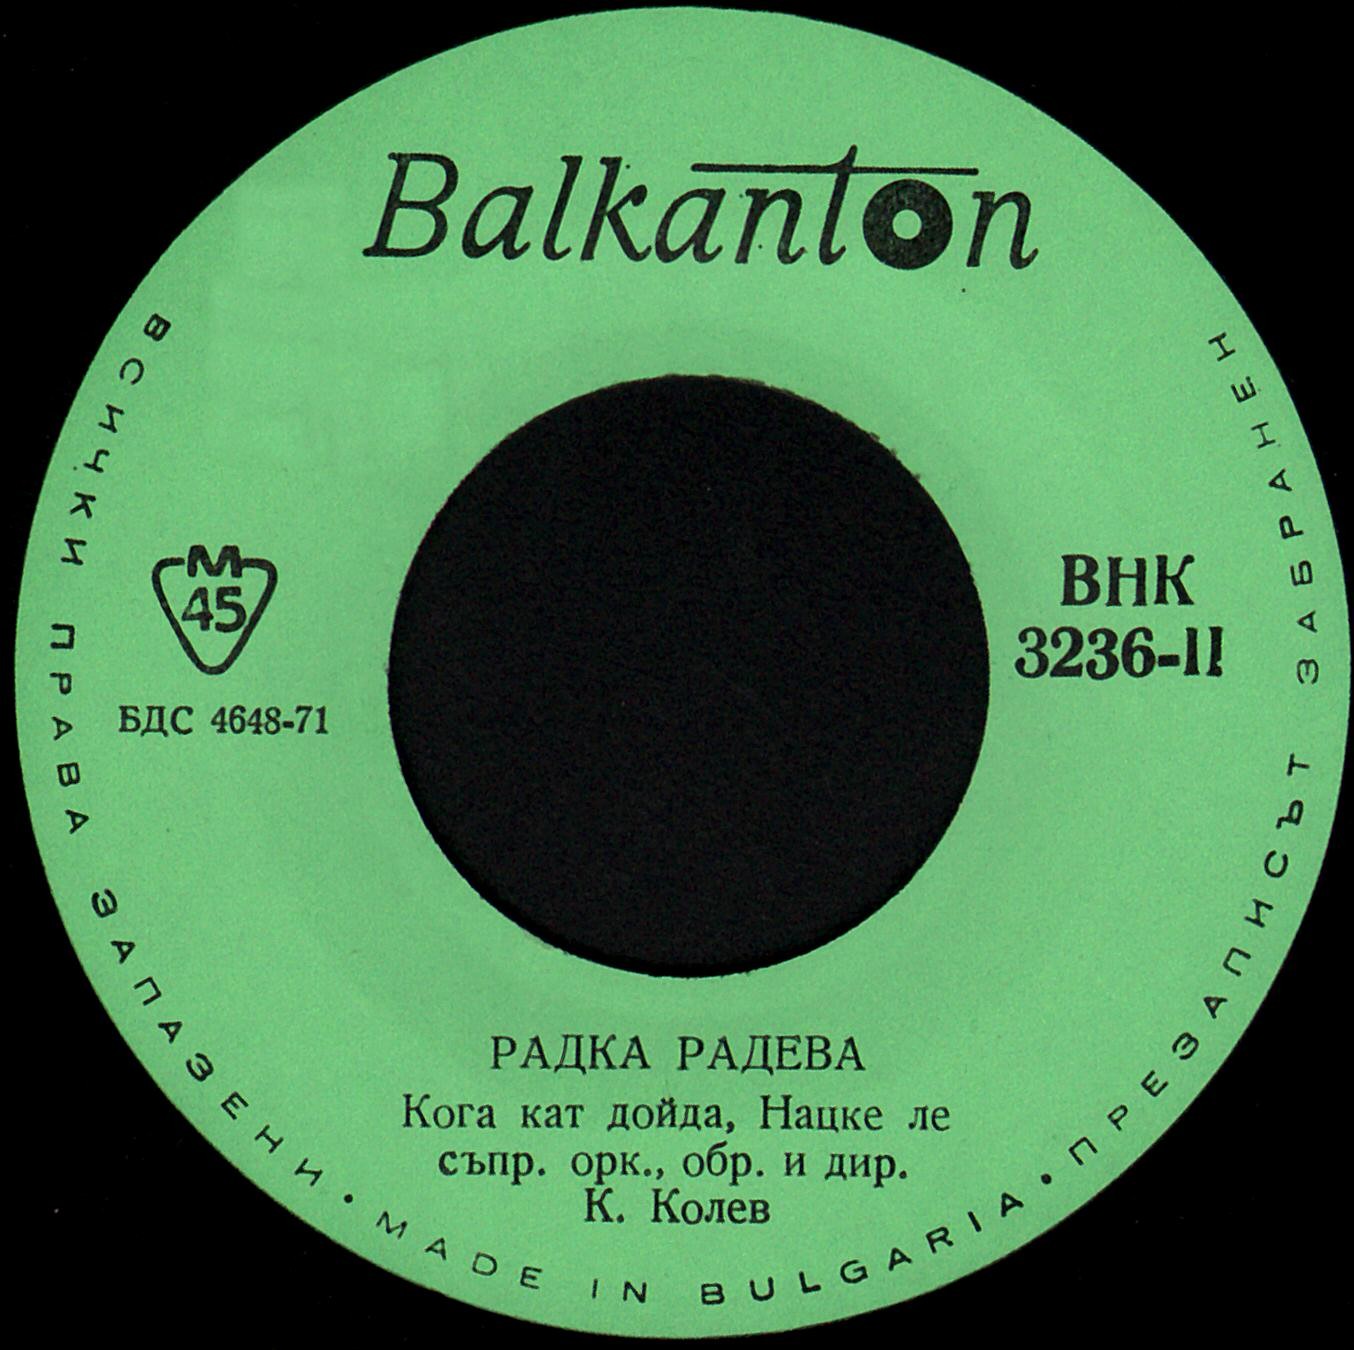 Balkanton
М
45
БДС 4648-71
ВНК
3236-II
РАДКА РАДЕВА
Кога кат дойда, Нацке ле
съпр. орк., обр. и дир.
К. Колев
ВСИЧКИ ПРАВА ЗАПАЗЕНИ • MADE IN BULGARIA • ПРЕЗАПИСЪТ ЗАБРАНЕН